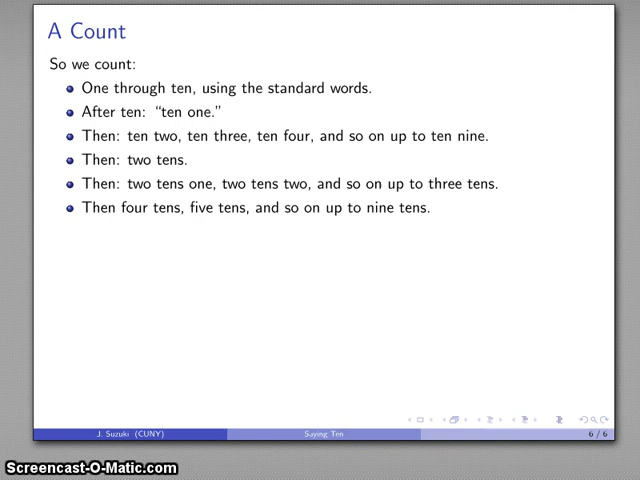 A Count
So we count:
One through ten, using the standard words.
After ten: “ten one.”
Then: ten two, ten three, ten four, and so on up to ten nine.
Then: two tens.
Then: two tens one, two tens two, and so on up to three tens.
Then four tens, five tens, and so on up to nine tens.
J. Suzuki (CUNY)
Saying Ten
6 / 6
Screencast-O-Matic.com